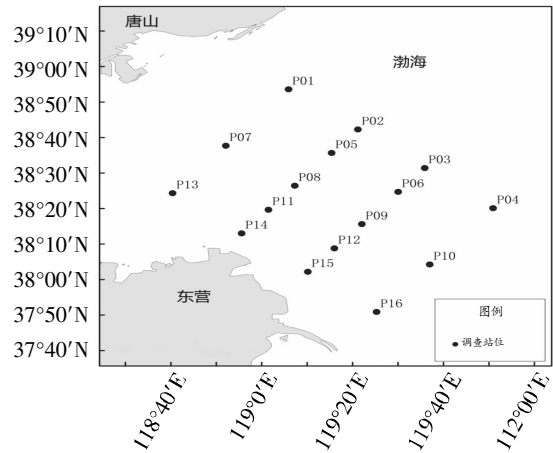 唐山
39°10′N
渤海
39°00′N
P01
38°50′N
P02
38°40′N
P07
P05
P03
38°30′N
P13
P08
P06
38°20′N
P11
P04
P14
P09
38°10′N
P12
P10
38°00′N
P15
东营
37°50′N
P16
图例
37°40′N
调查站位
118°40′E
119°0′E
119°20′E
119°40′E
112°00′E